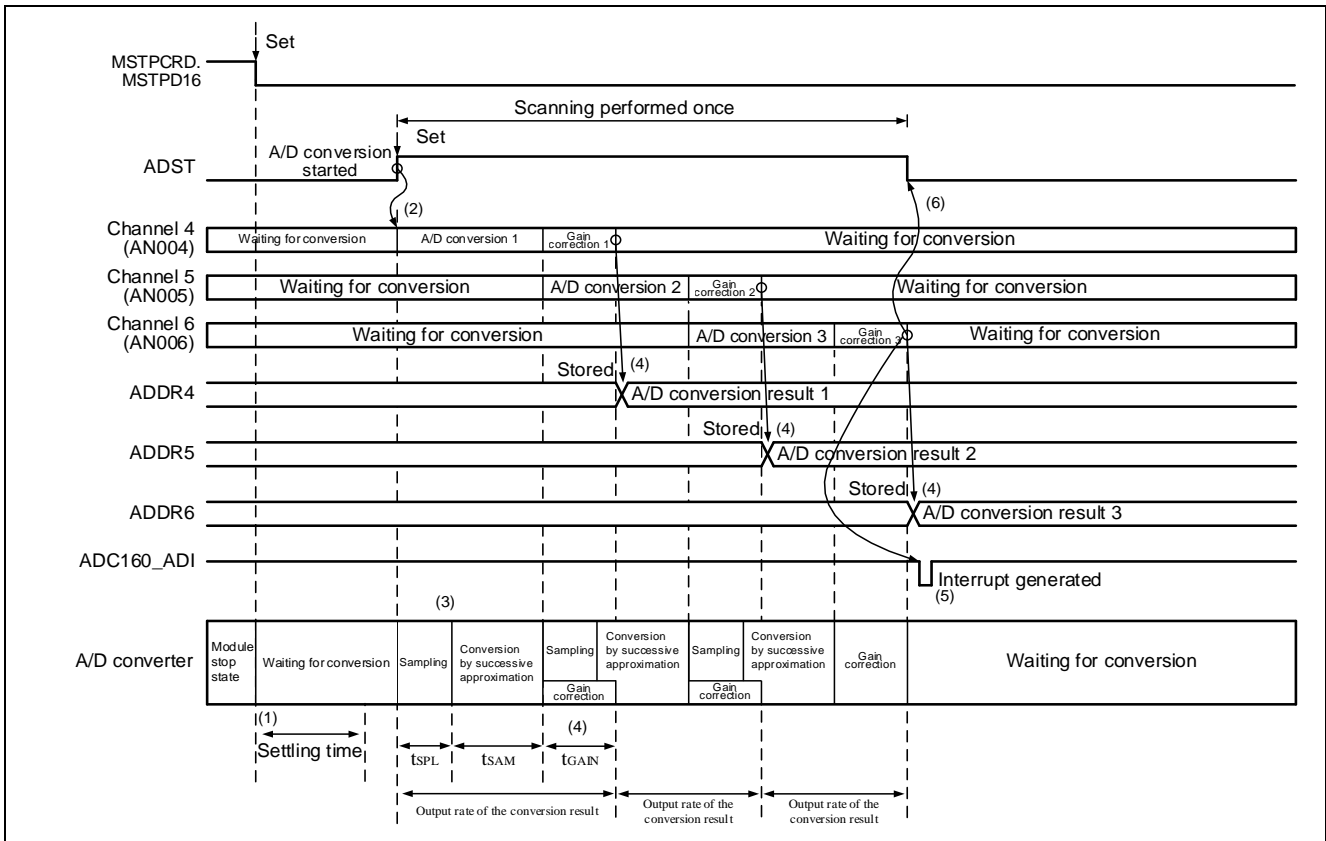 Set
MSTPCRD.
MSTPD16
Scanning performed once
Set
A/D conversion
started
ADST
(2)
(6)
Channel 4
(AN004)
Waiting for conversion
A/D conversion 1
Gain
correction 1
Waiting for conversion
Channel 5
(AN005)
Waiting for conversion
A/D conversion 2
Gain
correction 2
Waiting for conversion
Channel 6
(AN006)
Waiting for conversion
A/D conversion 3
Gain
correction 3
Waiting for conversion
Stored
(4)
ADDR4
A/D conversion result 1
Stored
(4)
ADDR5
A/D conversion result 2
Stored
(4)
ADDR6
A/D conversion result 3
ADC160_ADI
Interrupt generated
(5)
(3)
A/D converter
Module
stop
state
Waiting for conversion
Sampling
Conversion
by successive
approximation
Sampling
Gain
correction
Conversion
by successive
approximation
Sampling
Gain
correction
Conversion
by successive
approximation
Gain
correction
Waiting for conversion
(1)
Settling time
(4)
tSPL
tSAM
tGAIN
Output rate of the conversion result
Output rate of the
conversion result
Output rate of the
conversion result